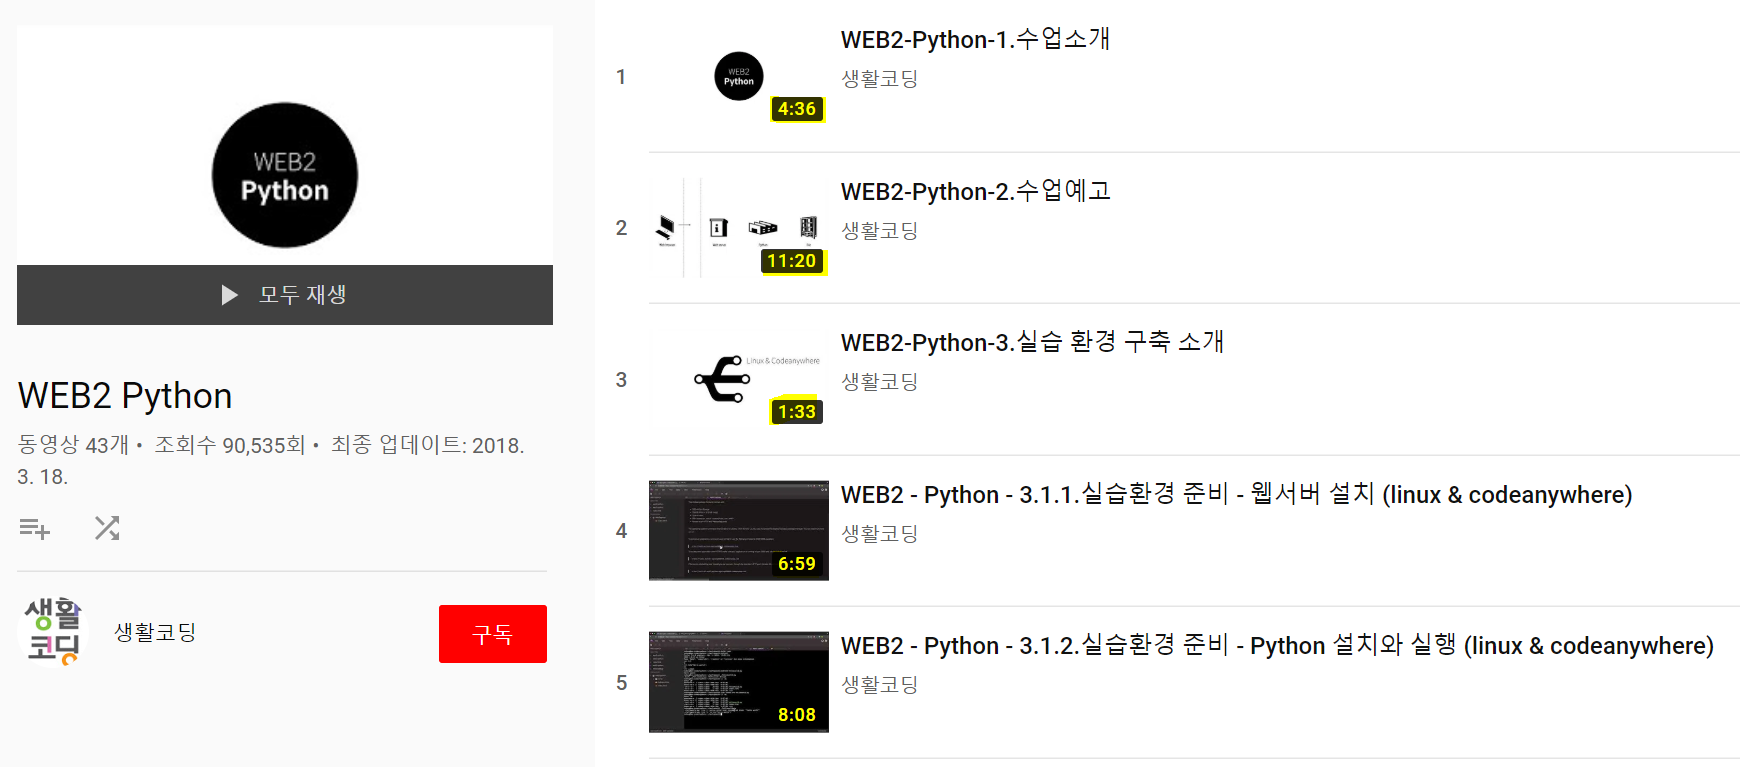 WEB2
Python
모두 재생
WEB2 Python
동영상 43개 • 조회수 90,535회 • 최종 업데이트: 2018.
3. 18.
생활
코딩
생활코딩
구독
1
WEB2
Python
4:36
WEB2-Python-1.수업소개
생활코딩
2
11:20
WEB2-Python-2.수업예고
생활코딩
3
Linux & Codeanywhere
1:33
WEB2-Python-3.실습 환경 구축 소개
생활코딩
4
6:59
WEB2 - Python - 3.1.1.실습환경 준비 - 웹서버 설치 (linux & codeanywhere)
생활코딩
5
8:08
WEB2 - Python - 3.1.2.실습환경 준비 - Python 설치와 실행 (linux & codeanywhere)
생활코딩